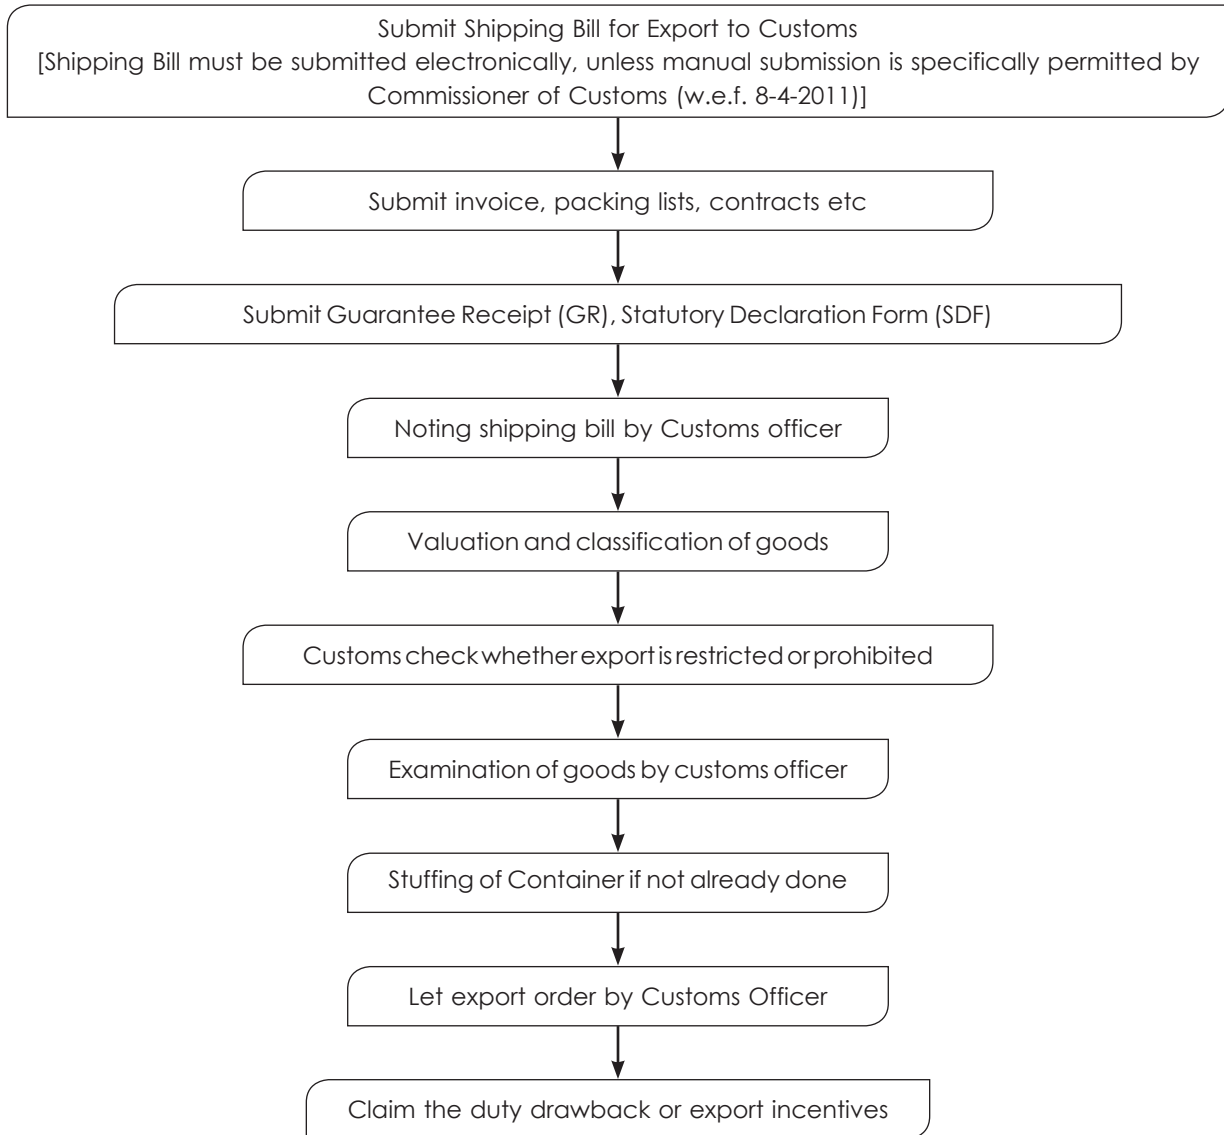 Submit Shipping Bill for Export to Customs
[Shipping Bill must be submitted electronically, unless manual submission is specifically permitted by
Commissioner of Customs (w.e.f. 8-4-2011)]
Submit invoice, packing lists, contracts etc
Submit Guarantee Receipt (GR), Statutory Declaration Form (SDF)
Noting shipping bill by Customs officer
Valuation and classification of goods
Customs check whether export is restricted or prohibited
Examination of goods by customs officer
Stuffing of Container if not already done
Let export order by Customs Officer
Claim the duty drawback or export incentives